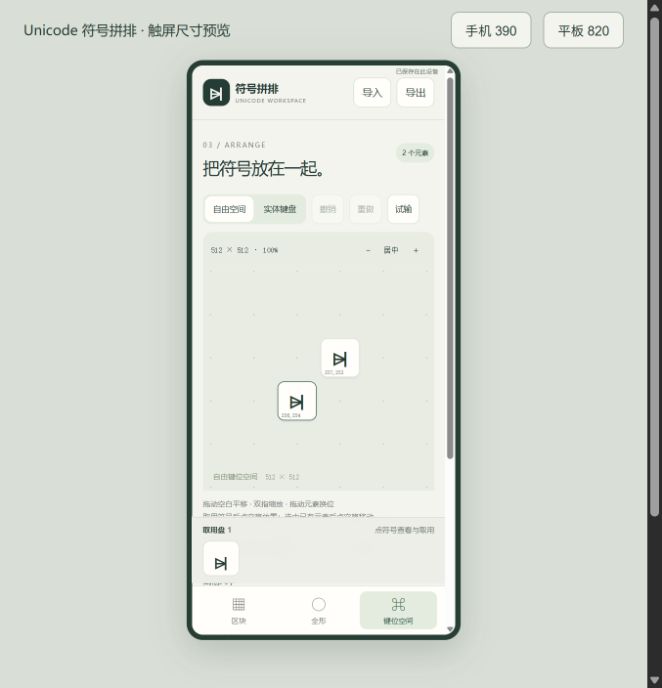 Unicode 符号拼排 · 触屏尺寸预览
手机 390
平板 820
已保存在此设备
符号拼排
UNICODE WORKSPACE
导入
导出
03 / ARRANGE
2 个元素
把符号放在一起。
自由空间
实体键盘
撤销
重做
试输
512 × 512 · 100%
−
居中
+
自由键位空间 512 × 512
拖动空白平移 · 双指缩放 · 拖动元素换位
取用盘 1
点符号查看与取用
区块
全形
键位空间